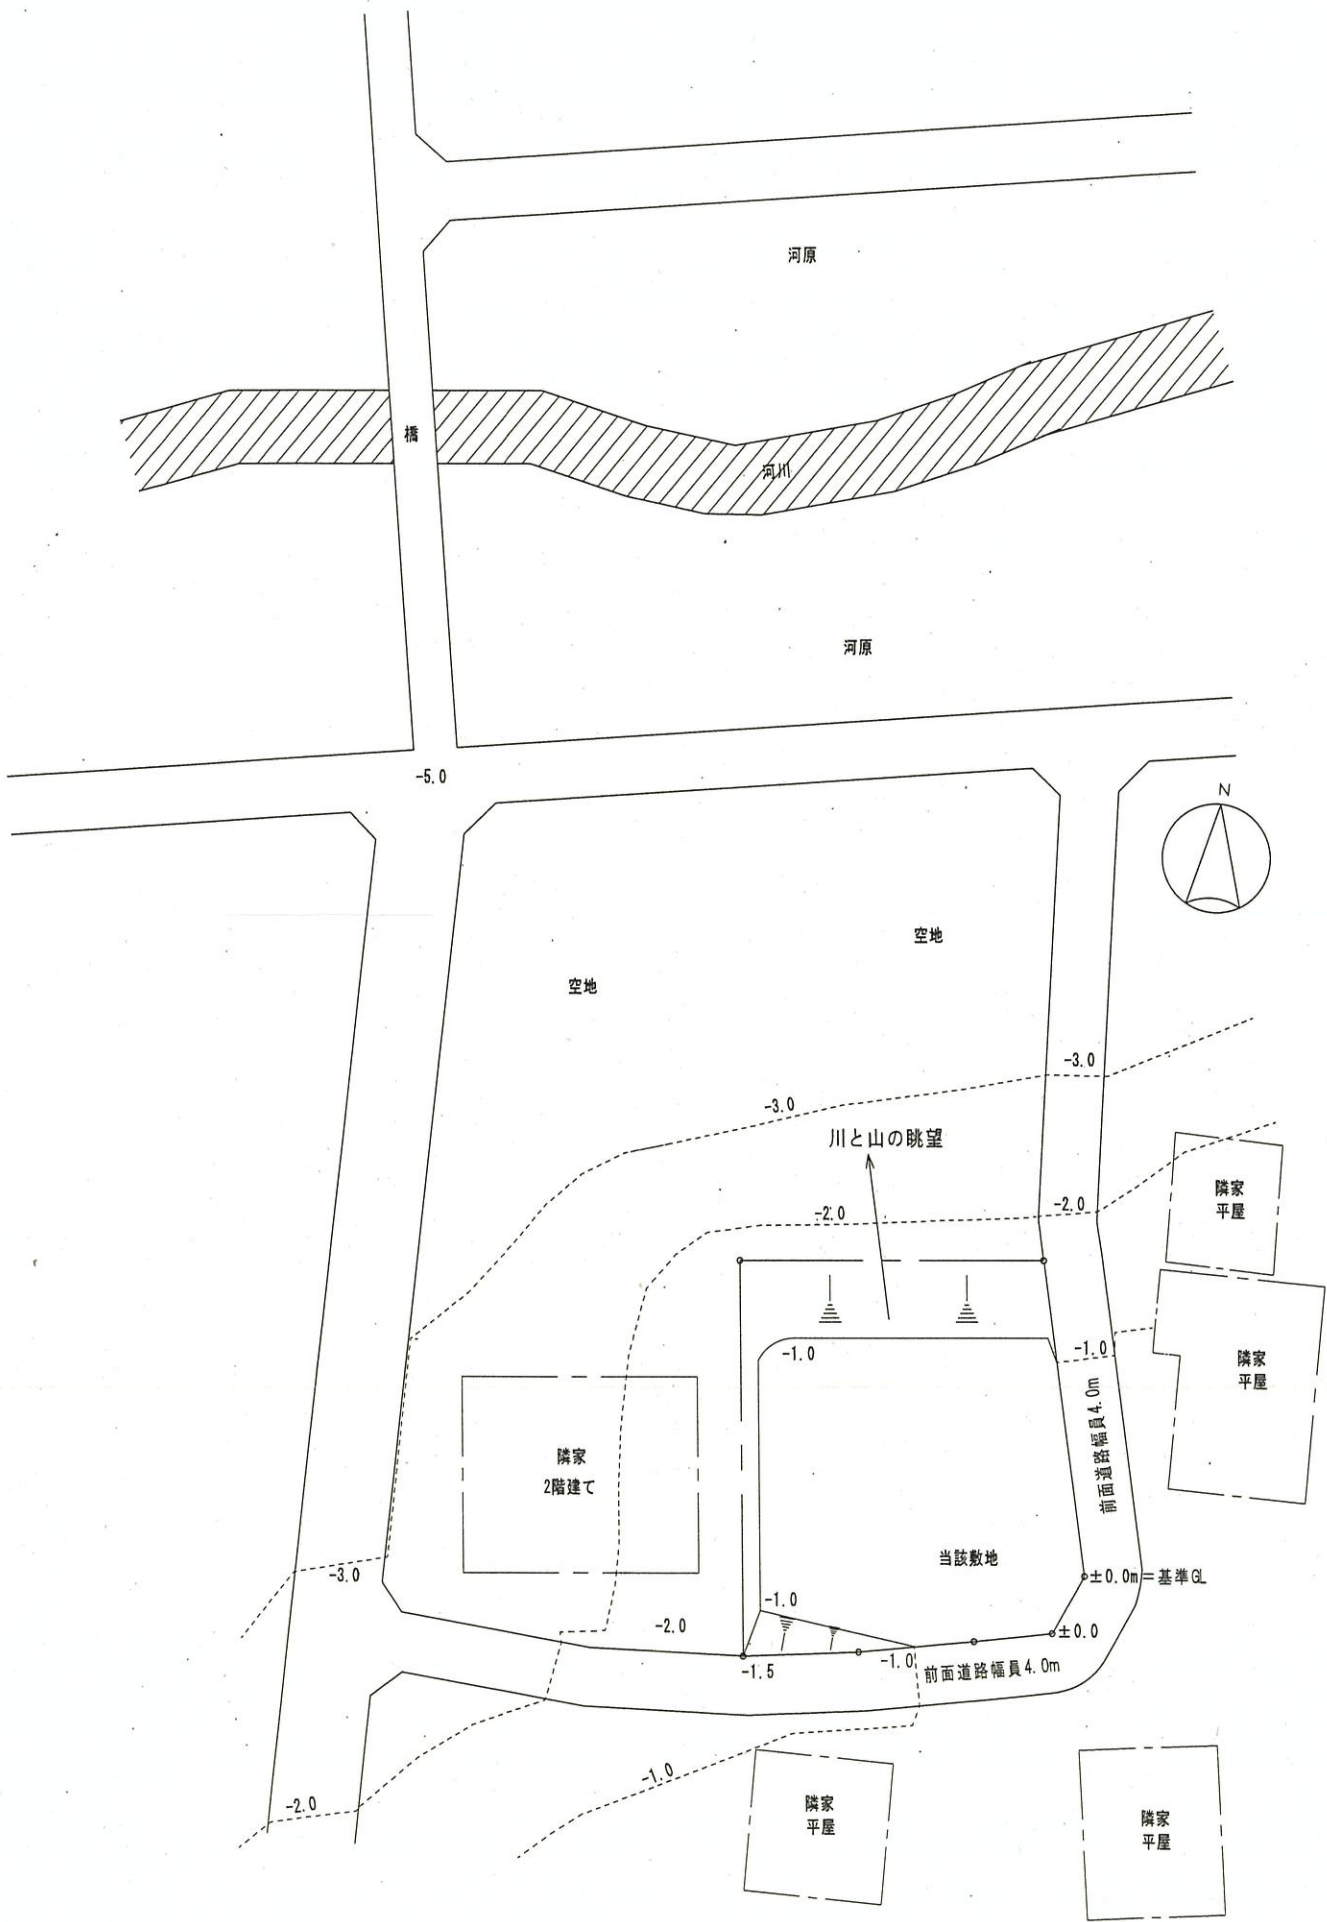 河原
橋
河川
河原
-5.0
N
空地
空地
-3.0
-3.0
川と山の眺望
隣家
平屋
-2.0
-2.0
-1.0
-1.0
隣家
平屋
前面道路幅員4.0m
隣家
2階建て
当該敷地
±0.0m=基準GL
-3.0
-1.0
-2.0
±0.0
-1.5
-1.0
前面道路幅員4.0m
-1.0
-2.0
隣家
平屋
隣家
平屋